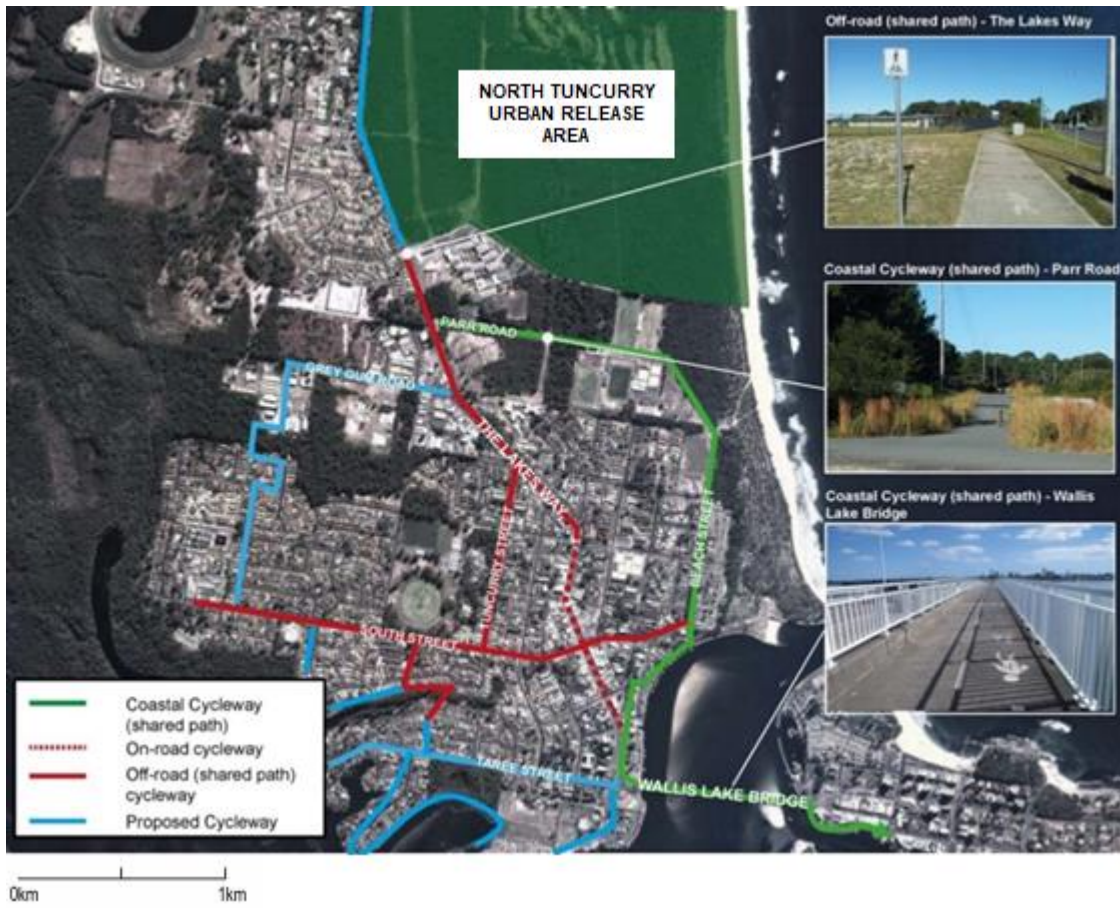 Off-road (shared path) - The Lakes Way
NORTH TUNCURRY
URBAN RELEASE
AREA
Coastal Cycleway (shared path) - Parr Road
PARR ROAD
GREY GUM ROAD
THE LAKES WAY
TUNCURRY STREET
BEACH STREET
Coastal Cycleway (shared path) - Wallis
Lake Bridge
SOUTH STREET
TAREE STREET
WALLIS LAKE BRIDGE
Coastal Cycleway
(shared path)
On-road cycleway
Off-road (shared path)
cycleway
Proposed Cycleway
0km
1km